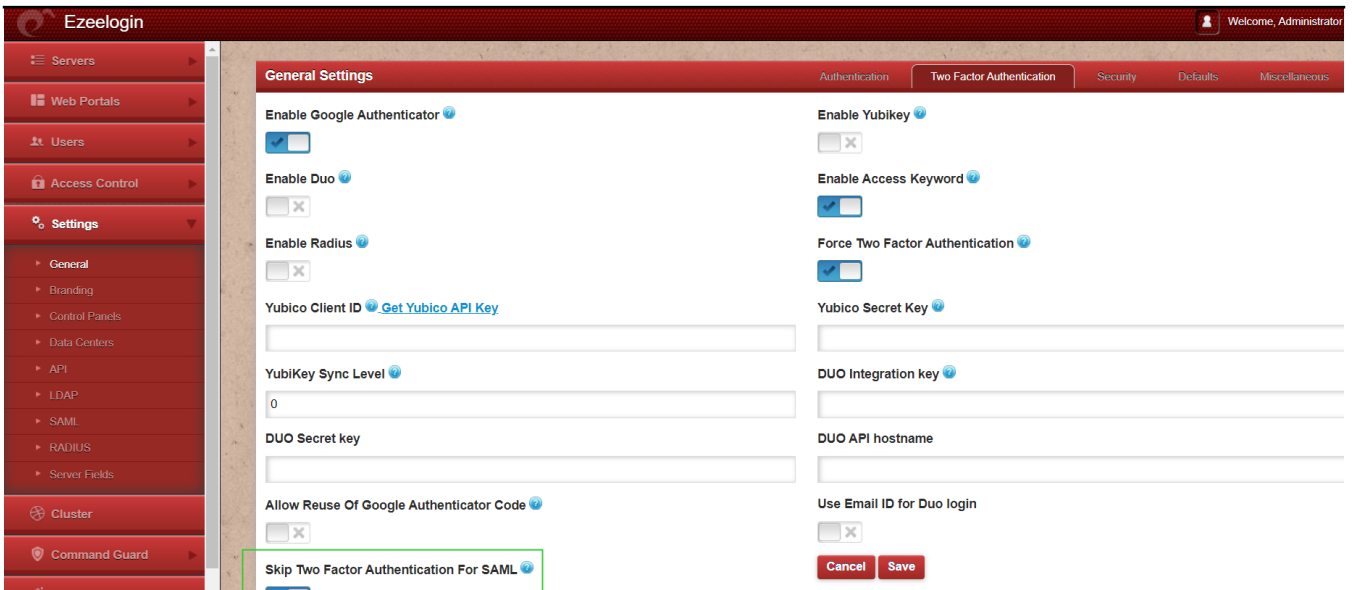 Ezeelogin
Welcome, Administrator
Servers
Web Portals
Users
Access Control
Settings
General
Branding
Control Panels
Data Centers
API
LDAP
SAML
RADIUS
Server Fields
Cluster
Command Guard
General Settings
Authentication
Two Factor Authentication
Security
Defaults
Miscellaneous
Enable Google Authenticator
Enable Yubikey
Enable Duo
Enable Access Keyword
Enable Radius
Force Two Factor Authentication
Yubico Client ID Get Yubico API Key
Yubico Secret Key
YubiKey Sync Level
DUO Integration key
0
DUO Secret key
DUO API hostname
Allow Reuse Of Google Authenticator Code
Use Email ID for Duo login
Skip Two Factor Authentication For SAML
Cancel
Save